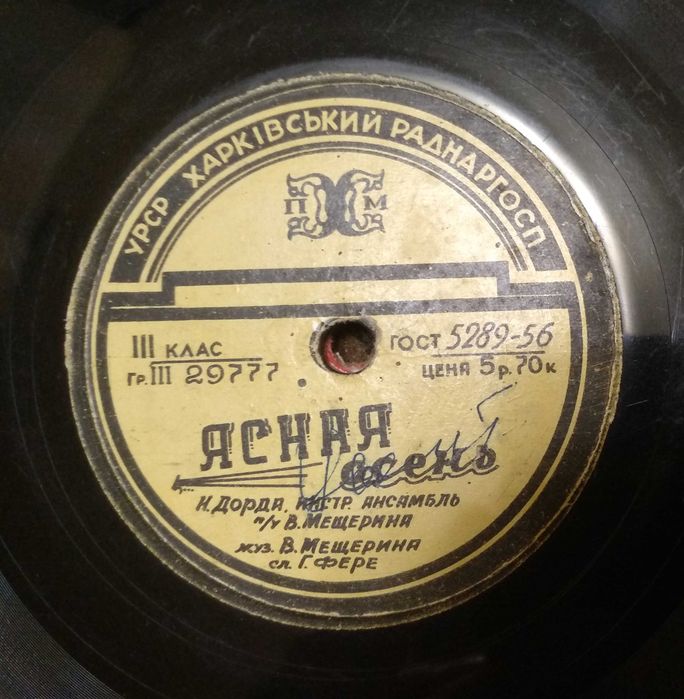 УРСР ХАРКІВСЬКИЙ РАДНАРГОСП
П М
III КЛАС
ГОСТ 5289-56
ГР. III 29777
ЦЕНА 5 р. 70 к
ЯСНАЯ
осень
Н. ДОРДА, ИНСТР. АНСАМБЛЬ
п/у В. МЕЩЕРИНА
муз. В. МЕЩЕРИНА
сл. Г. ФЕРЕ